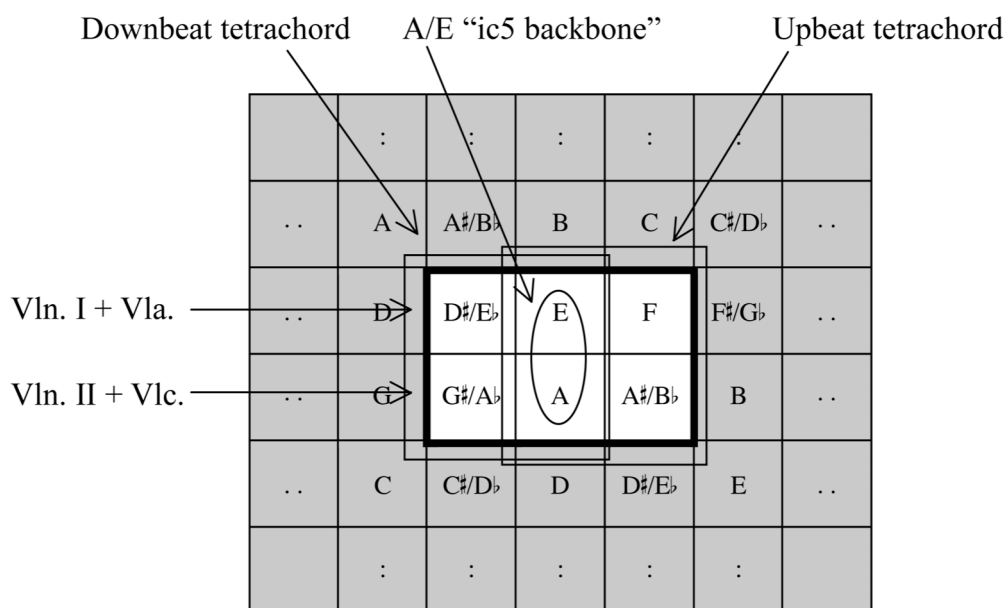 Downbeat tetrachord A/E “ic5 backbone” Upbeat tetrachord
: : : : :
. . A A♯/B♭ B C C♯/D♭ . .
Vln. I + Vla. . . D D♯/E♭ E F F♯/G♭ . .
Vln. II + Vlc. . . G G♯/A♭ A A♯/B♭ B . .
. . C C♯/D♭ D D♯/E♭ E . .
: : : : :